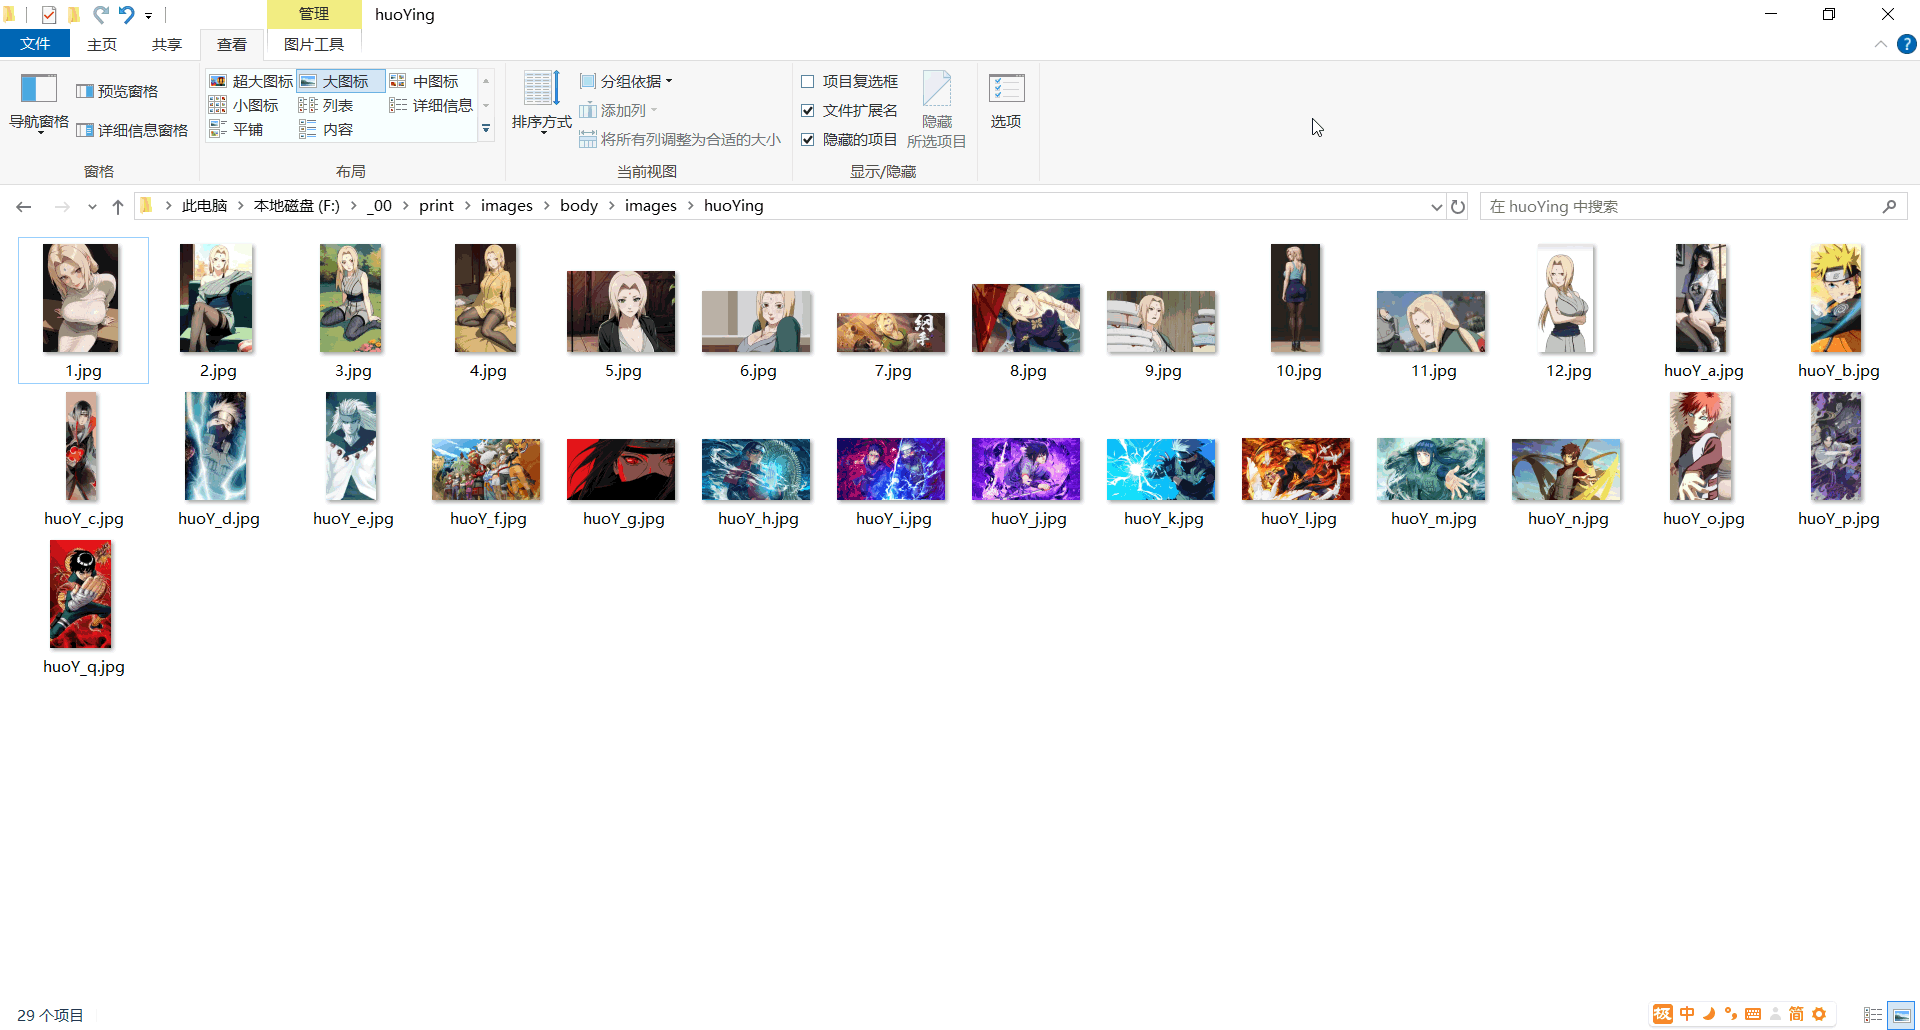 管理
huoYing
文件
主页
共享
查看
图片工具
导航窗格
预览窗格
详细信息窗格
窗格
超大图标
大图标
中图标
小图标
列表
详细信息
平铺
内容
布局
排序方式
分组依据
添加列
将所有列调整为合适的大小
当前视图
项目复选框
文件扩展名
隐藏的项目
隐藏
所选项目
显示/隐藏
选项
此电脑 > 本地磁盘 (F:) > _00 > print > images > body > images > huoYing
在 huoYing 中搜索
纲手
1.jpg
2.jpg
3.jpg
4.jpg
5.jpg
6.jpg
7.jpg
8.jpg
9.jpg
10.jpg
11.jpg
12.jpg
huoY_a.jpg
huoY_b.jpg
huoY_c.jpg
huoY_d.jpg
huoY_e.jpg
huoY_f.jpg
huoY_g.jpg
huoY_h.jpg
huoY_i.jpg
huoY_j.jpg
huoY_k.jpg
huoY_l.jpg
huoY_m.jpg
huoY_n.jpg
huoY_o.jpg
huoY_p.jpg
huoY_q.jpg
29 个项目
极 中 简